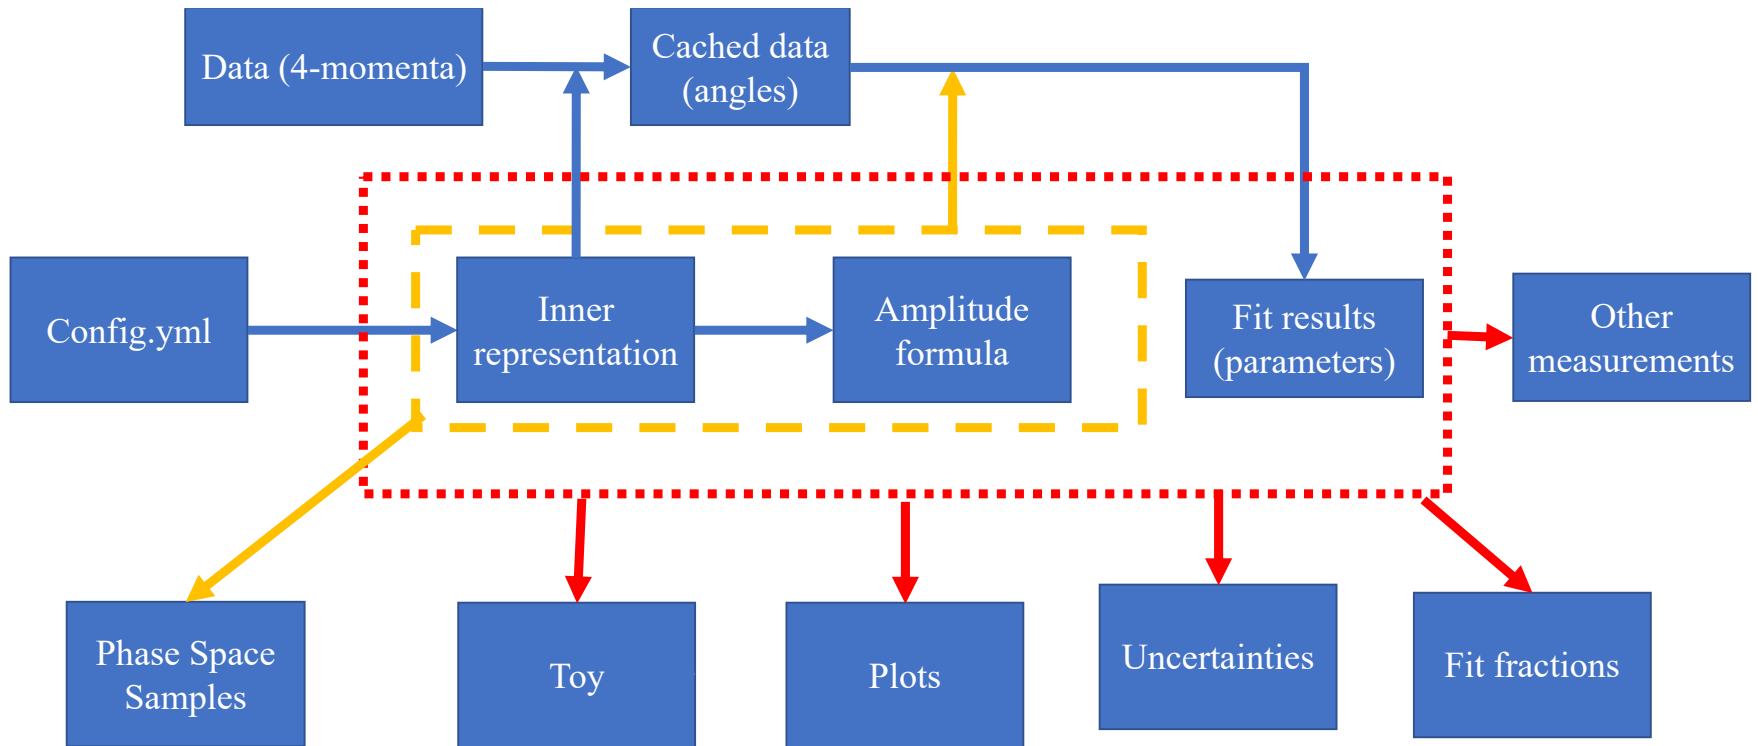 Data (4-momenta)
Cached data
(angles)
Config.yml
Inner
representation
Amplitude
formula
Fit results
(parameters)
Other
measurements
Phase Space
Samples
Toy
Plots
Uncertainties
Fit fractions